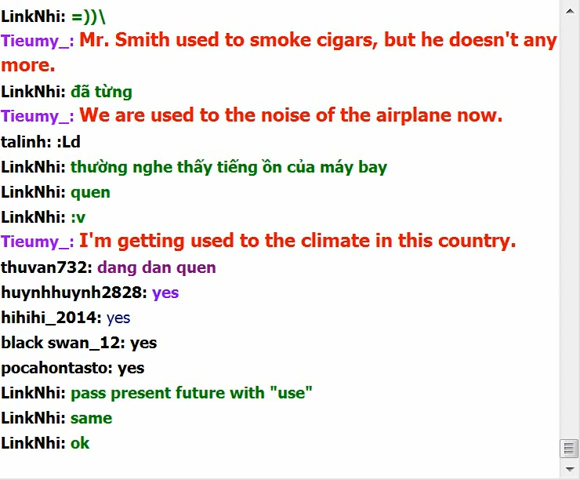 LinkNhi: =))\
Tieumy_: Mr. Smith used to smoke cigars, but he doesn't any
more.
LinkNhi: đã từng
Tieumy_: We are used to the noise of the airplane now.
talinh: :Ld
LinkNhi: thường nghe thấy tiếng ồn của máy bay
LinkNhi: quen
LinkNhi: :v
Tieumy_: I'm getting used to the climate in this country.
thuvan732: dang dan quen
huynhhuynh2828: yes
hihihi_2014: yes
black swan_12: yes
pocahontasto: yes
LinkNhi: pass present future with "use"
LinkNhi: same
LinkNhi: ok